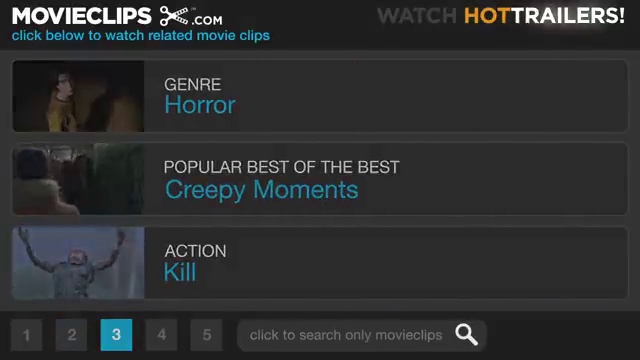 MOVIECLIPS .COM
WATCH HOTTRAILERS!
click below to watch related movie clips
GENRE
Horror
POPULAR BEST OF THE BEST
Creepy Moments
ACTION
Kill
1 2 3 4 5
click to search only movieclips